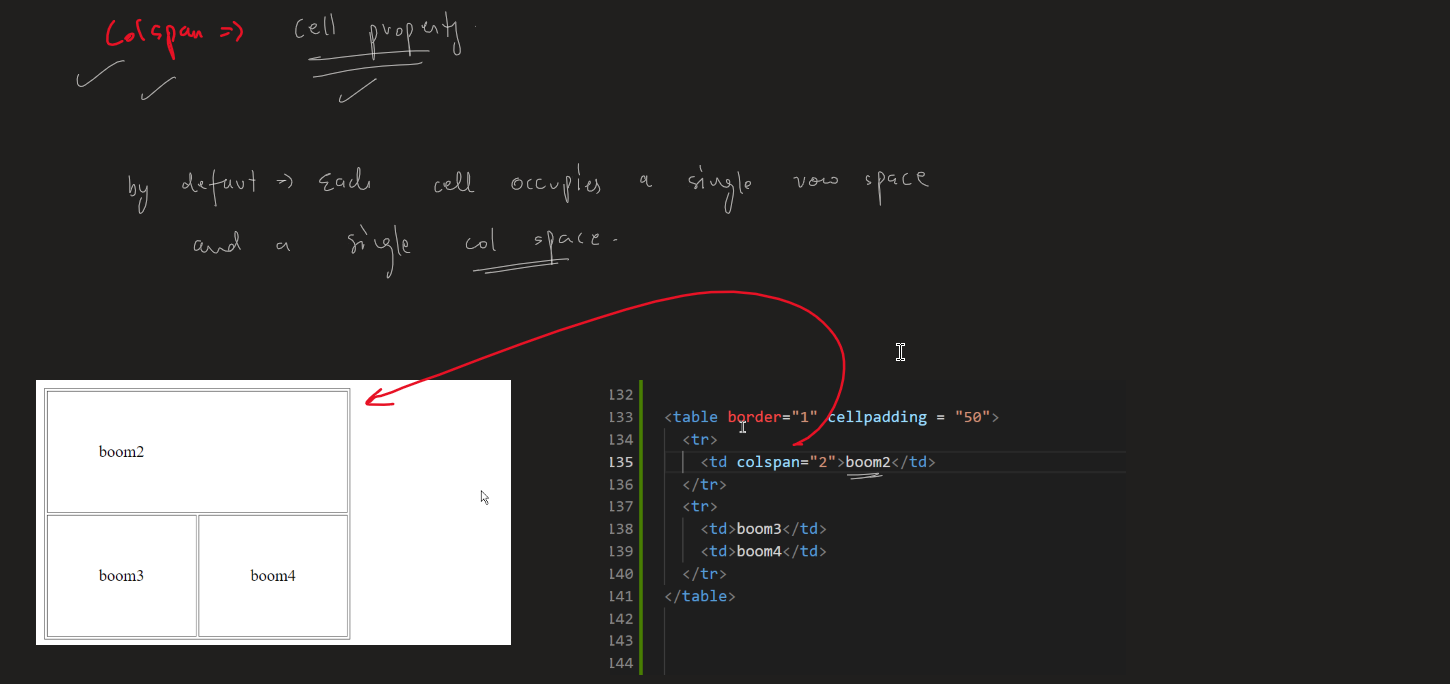 Colspan => cell property.
by defaut => Each cell occupies a single row space
and a single col space.
boom2
boom3 boom4
132
133 <table border="1" cellpadding = "50">
134 <tr>
135 <td colspan="2">boom2</td>
136 </tr>
137 <tr>
138 <td>boom3</td>
139 <td>boom4</td>
140 </tr>
141 </table>
142
143
144